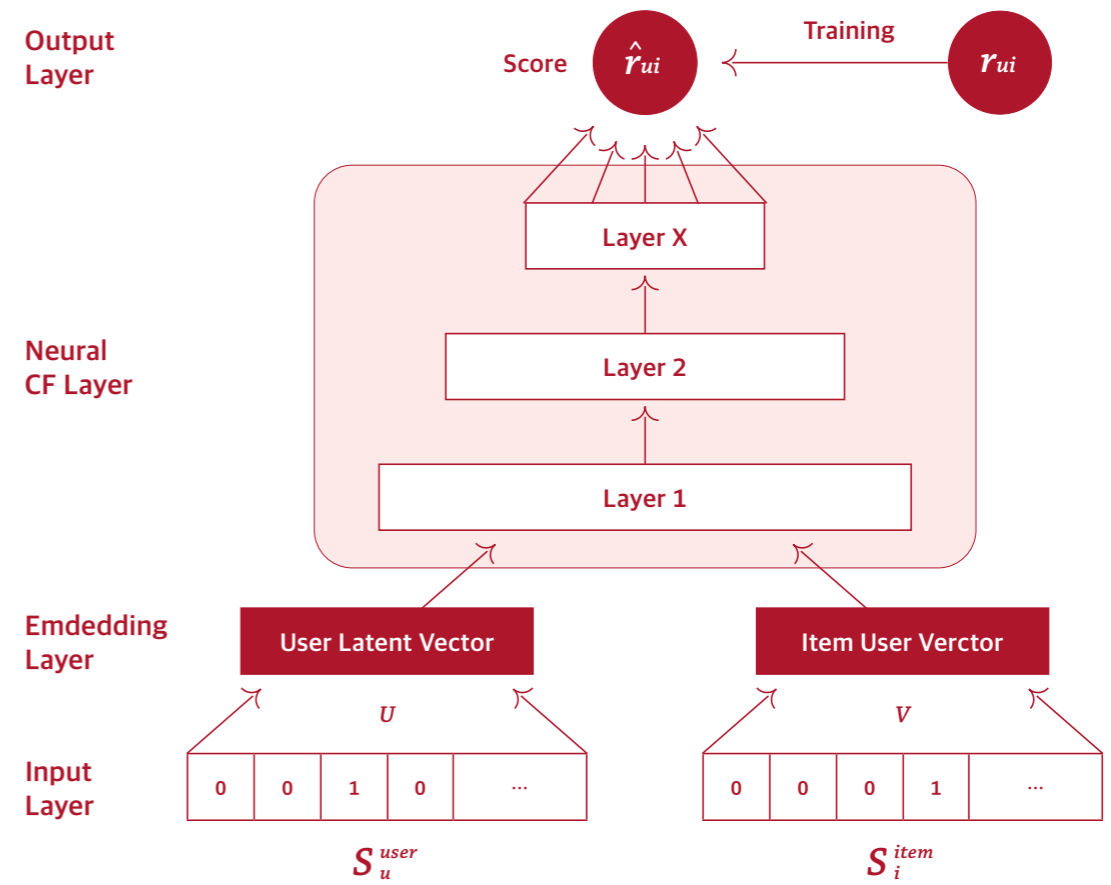 Output
Layer
Score
r̂ui
Training
rui
Layer X
Neural
CF Layer
Layer 2
Layer 1
Emdedding
Layer
User Latent Vector
Item User Verctor
U
V
Input
Layer
0 0 1 0 ...
0 0 0 1 ...
S u user
S i item